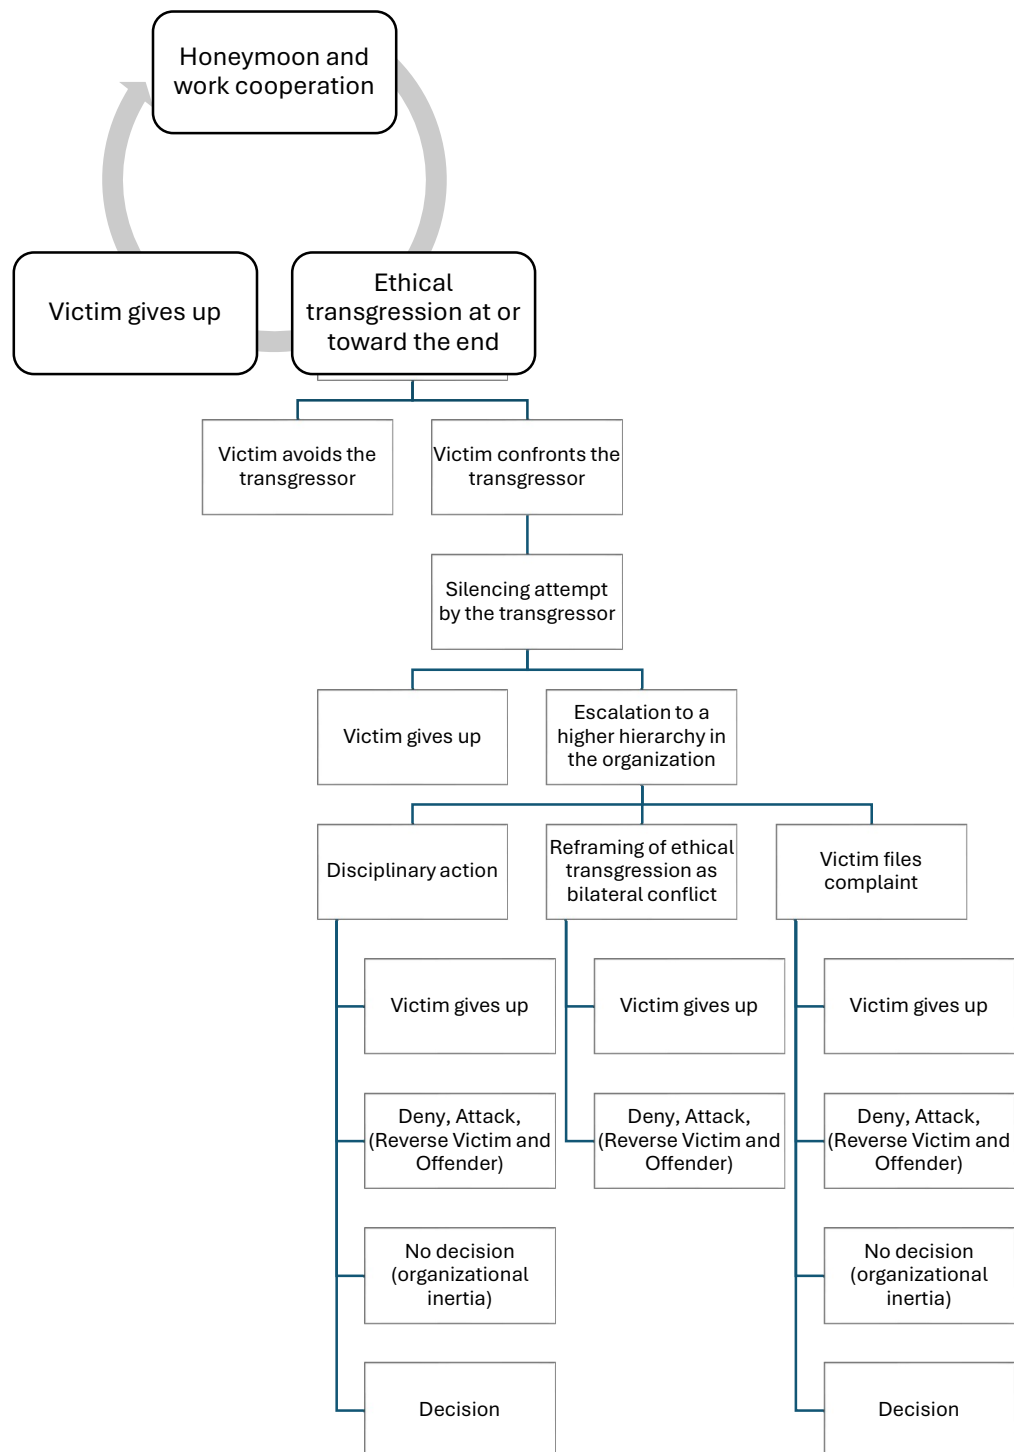 Honeymoon and
work cooperation
Victim gives up
Ethical
transgression at or
toward the end
Victim avoids the
transgressor
Victim confronts the
transgressor
Silencing attempt
by the transgressor
Victim gives up
Escalation to a
higher hierarchy in
the organization
Disciplinary action
Reframing of ethical
transgression as
bilateral conflict
Victim files
complaint
Victim gives up
Victim gives up
Victim gives up
Deny, Attack,
(Reverse Victim and
Offender)
Deny, Attack,
(Reverse Victim and
Offender)
Deny, Attack,
(Reverse Victim and
Offender)
No decision
(organizational
inertia)
No decision
(organizational
inertia)
Decision
Decision